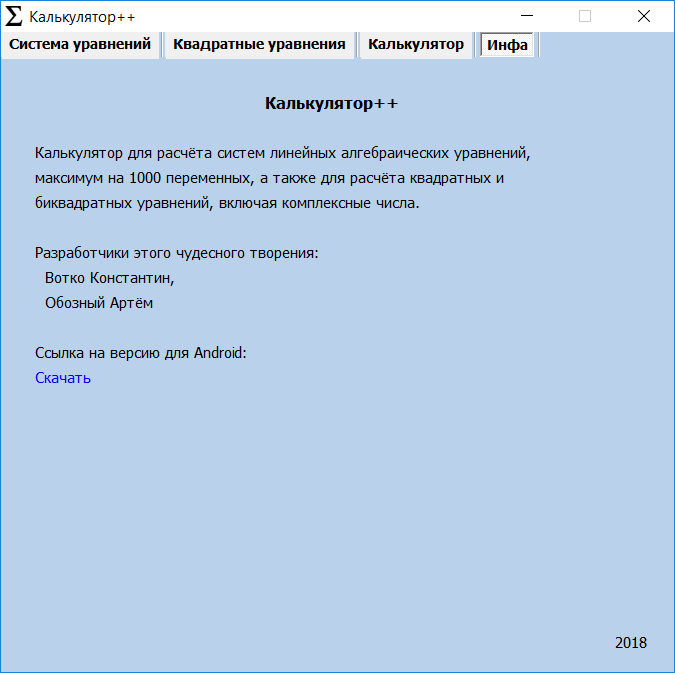 Калькулятор++
Система уравнений Квадратные уравнения Калькулятор Инфа
Калькулятор++
Калькулятор для расчёта систем линейных алгебраических уравнений,
максимум на 1000 переменных, а также для расчёта квадратных и
биквадратных уравнений, включая комплексные числа.
Разработчики этого чудесного творения:
Вотко Константин,
Обозный Артём
Ссылка на версию для Android:
Скачать
2018